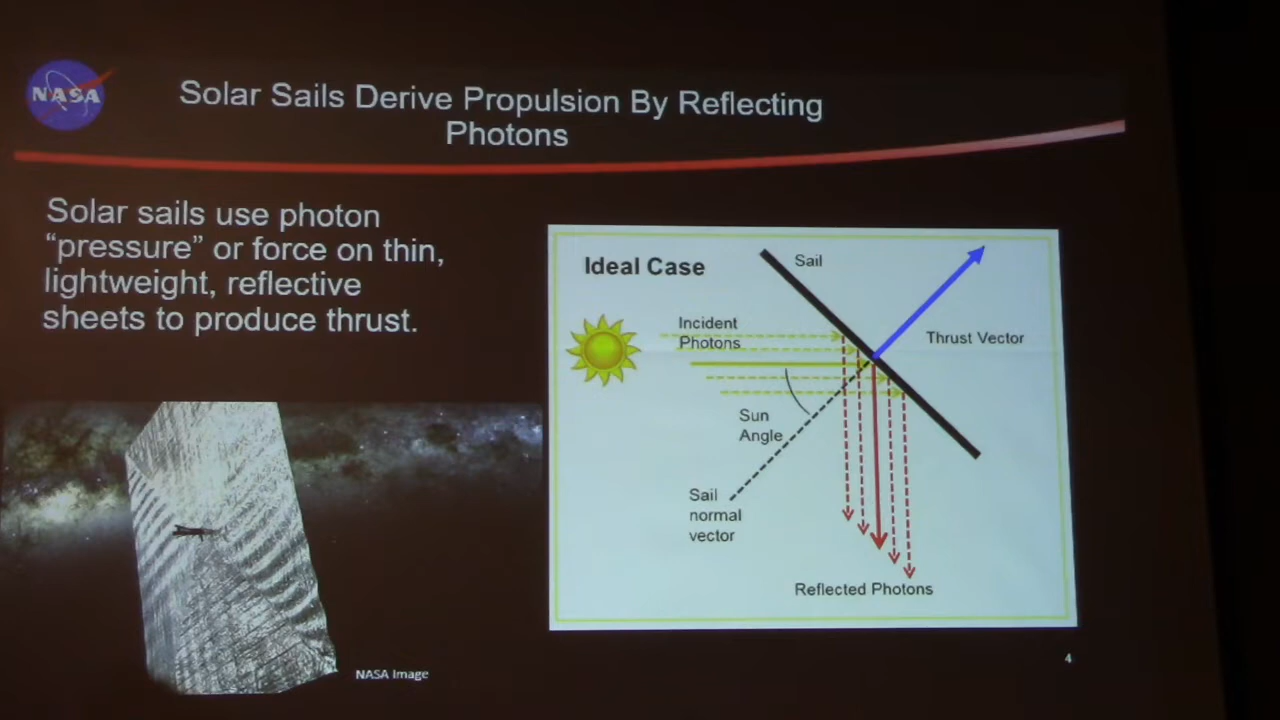 NASA
Solar Sails Derive Propulsion By Reflecting
Photons
Solar sails use photon
“pressure” or force on thin,
lightweight, reflective
sheets to produce thrust.
Ideal Case
Sail
Incident
Photons
Thrust Vector
Sun
Angle
Sail
normal
vector
Reflected Photons
NASA Image
4